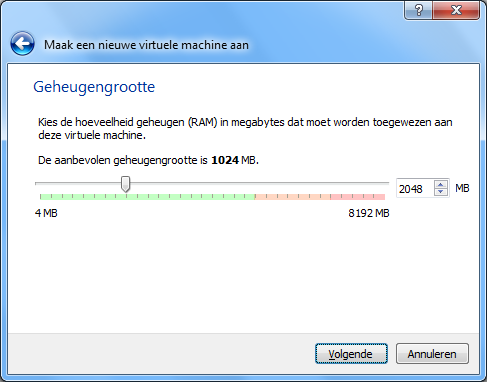 Maak een nieuwe virtuele machine aan
Geheugengrootte
Kies de hoeveelheid geheugen (RAM) in megabytes dat moet worden toegewezen aan
deze virtuele machine.
De aanbevolen geheugengrootte is 1024 MB.
2048 MB
4 MB 8192 MB
Volgende Annuleren